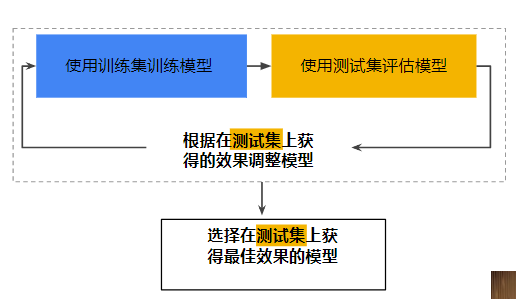 使用训练集训练模型
使用测试集评估模型
根据在测试集上获
得的效果调整模型
选择在测试集上获
得最佳效果的模型